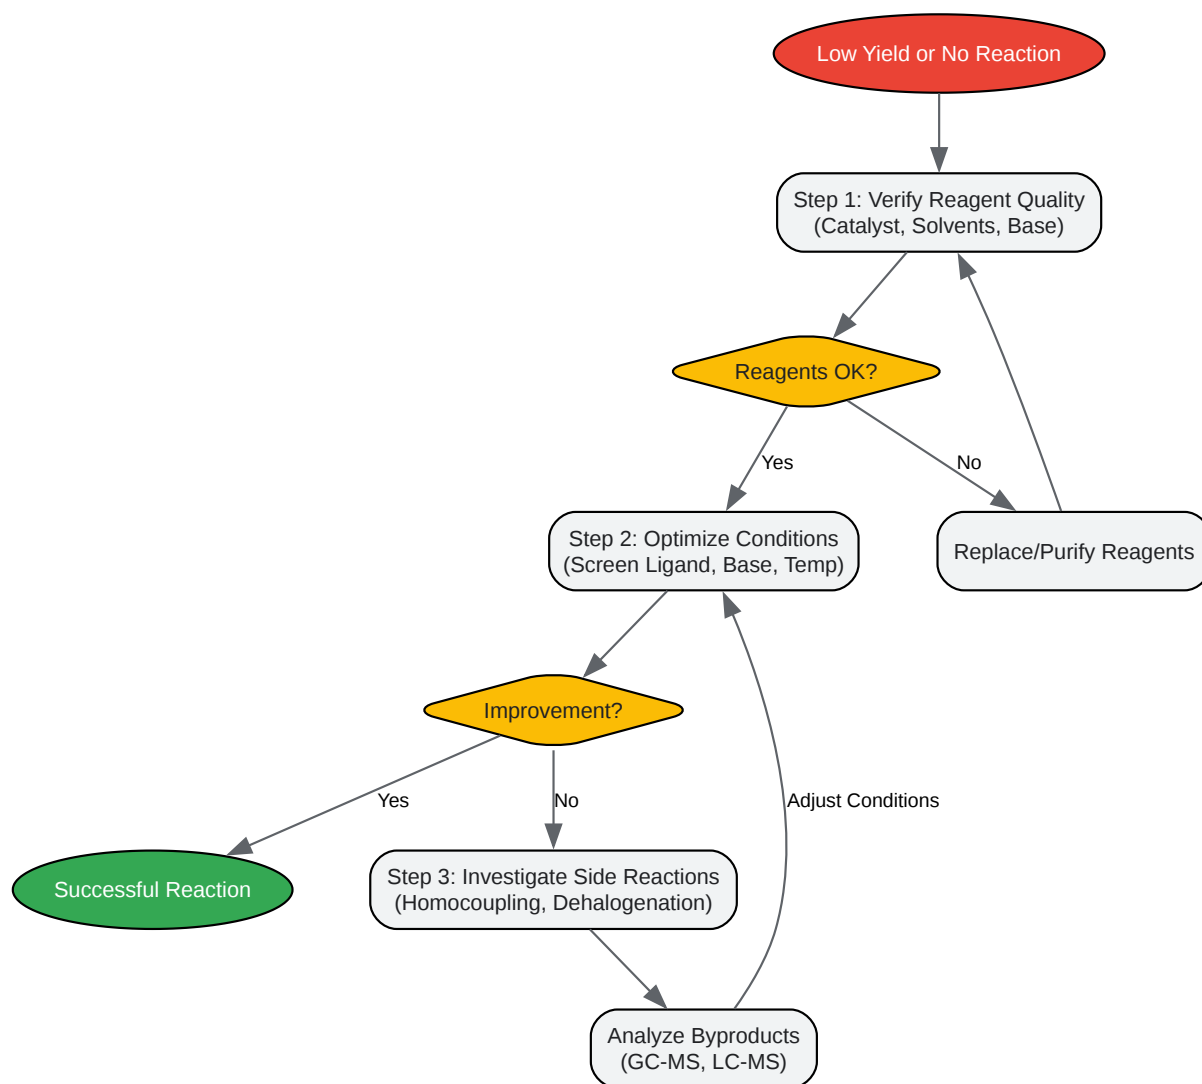 Low Yield or No Reaction
Step 1: Verify Reagent Quality
(Catalyst, Solvents, Base)
Reagents OK?
Yes
No
Step 2: Optimize Conditions
(Screen Ligand, Base, Temp)
Replace/Purify Reagents
Improvement?
Yes
No
Adjust Conditions
Successful Reaction
Step 3: Investigate Side Reactions
(Homocoupling, Dehalogenation)
Analyze Byproducts
(GC-MS, LC-MS)